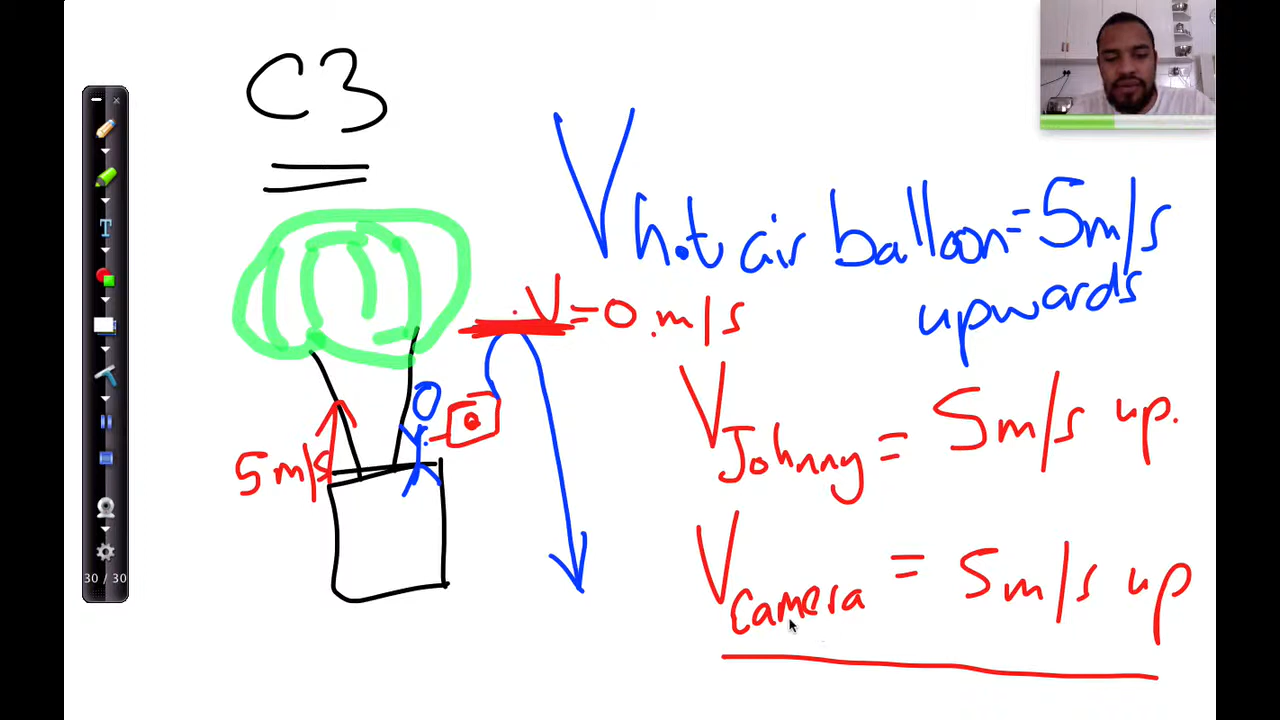 C3
V hot air balloon = 5m/s
upwards
V = 0 m/s
V Johnny = 5m/s up.
5m/s
V Camera = 5m/s up
T
30 / 30